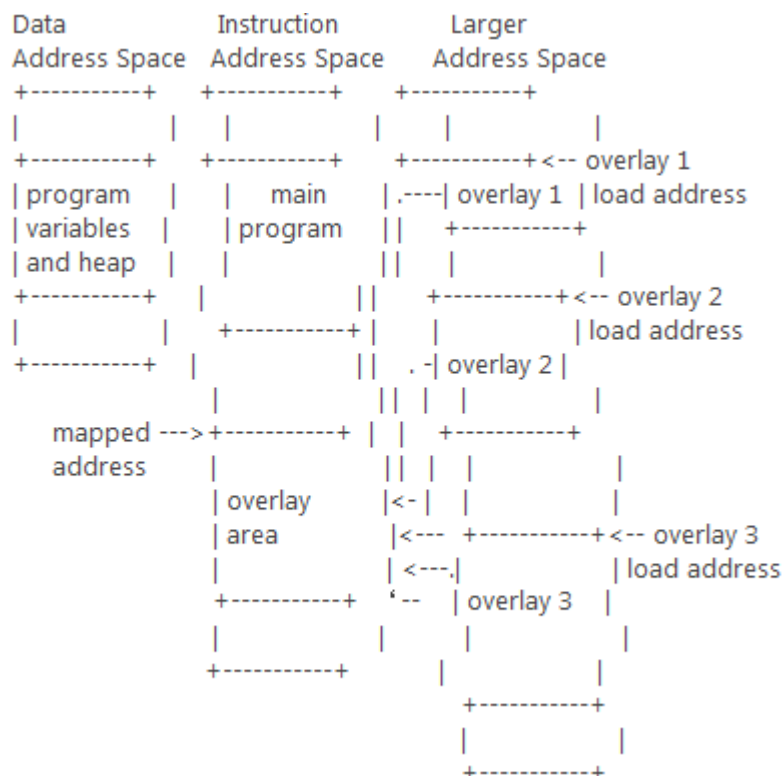 Data Instruction Larger
Address Space Address Space Address Space
+-----------+ +-----------+ +-----------+
| | | | | |
+-----------+ +-----------+ +-----------+<-- overlay 1
| program | | main | .----| overlay 1 | load address
| variables | | program || +-----------+
| and heap | | || | |
+-----------+ | || +-----------+<-- overlay 2
| | +-----------+ | | | load address
+-----------+ | || . -| overlay 2 |
| || | | |
mapped --->+-----------+ | | +-----------+
address | || | | |
| overlay |<-| | |
| area |<--- +-----------+<-- overlay 3
| | <---.| | load address
+-----------+ ‘-- | overlay 3 |
| | | |
+-----------+ | |
+-----------+
| |
+-----------+